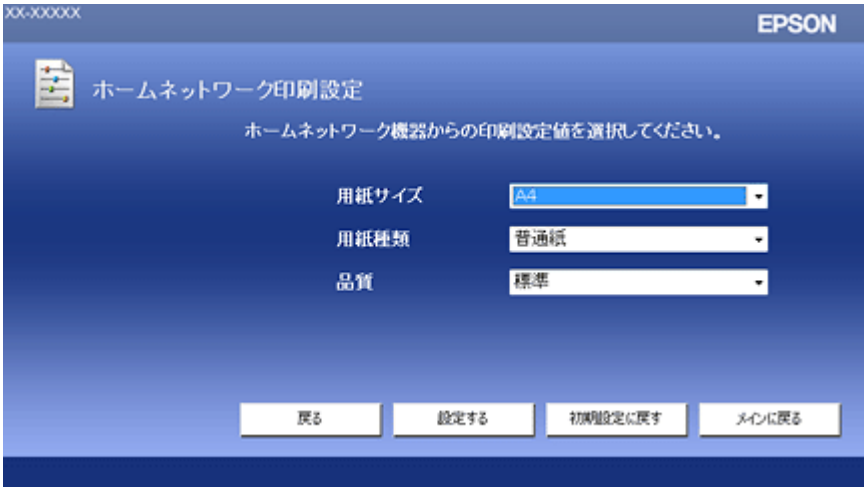 XX-XXXXX
EPSON
ホームネットワーク印刷設定
ホームネットワーク機器からの印刷設定値を選択してください。
用紙サイズ A4
用紙種類 普通紙
品質 標準
戻る 設定する 初期設定に戻す メインに戻る